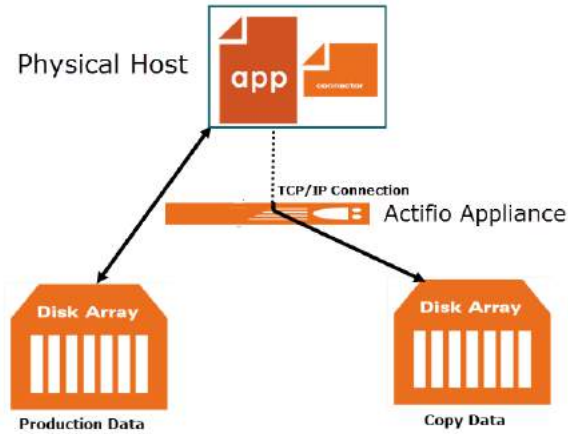 Physical Host
app
connector
TCP/IP Connection
Actifio Appliance
Disk Array
Disk Array
Production Data
Copy Data